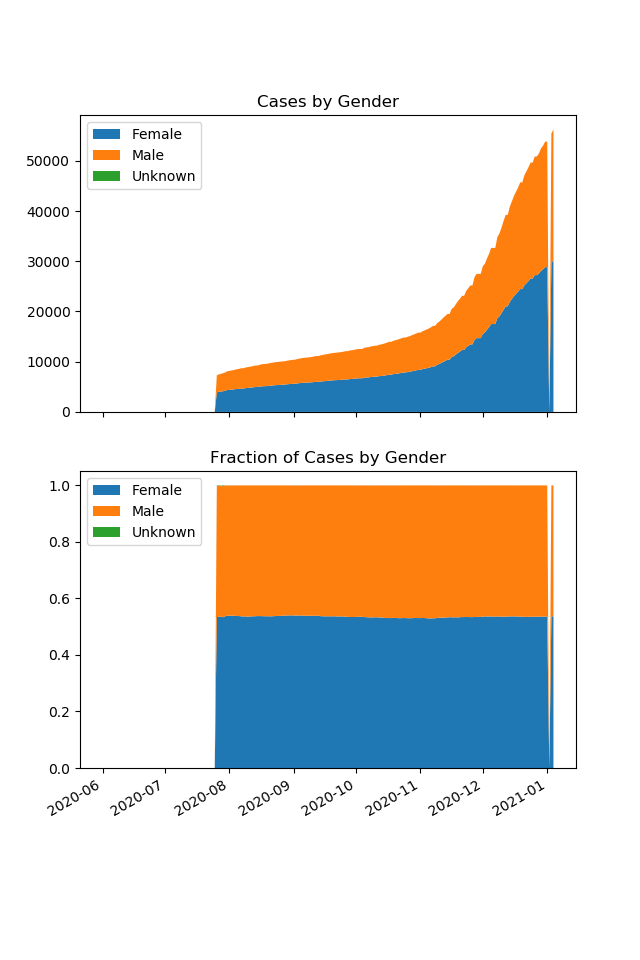 Cases by Gender
Female
Male
Unknown
50000
40000
30000
20000
10000
0
Fraction of Cases by Gender
Female
Male
Unknown
1.0
0.8
0.6
0.4
0.2
0.0
2020-06
2020-07
2020-08
2020-09
2020-10
2020-11
2020-12
2021-01